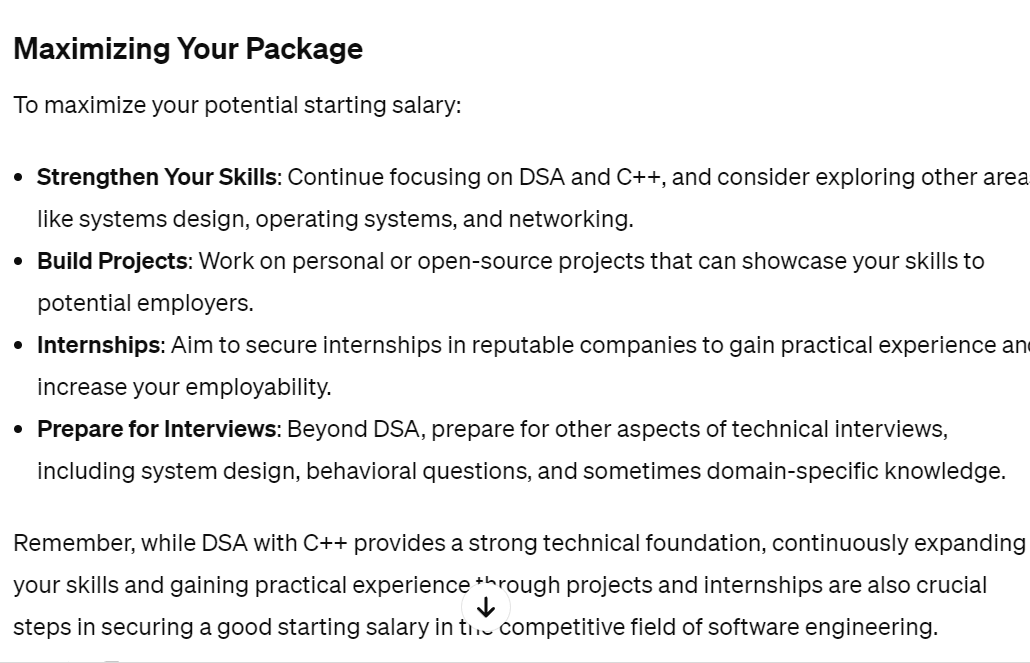 Maximizing Your Package
To maximize your potential starting salary:
• Strengthen Your Skills: Continue focusing on DSA and C++, and consider exploring other area
like systems design, operating systems, and networking.
• Build Projects: Work on personal or open-source projects that can showcase your skills to
potential employers.
• Internships: Aim to secure internships in reputable companies to gain practical experience and
increase your employability.
• Prepare for Interviews: Beyond DSA, prepare for other aspects of technical interviews,
including system design, behavioral questions, and sometimes domain-specific knowledge.
Remember, while DSA with C++ provides a strong technical foundation, continuously expanding
your skills and gaining practical experience through projects and internships are also crucial
steps in securing a good starting salary in the competitive field of software engineering.